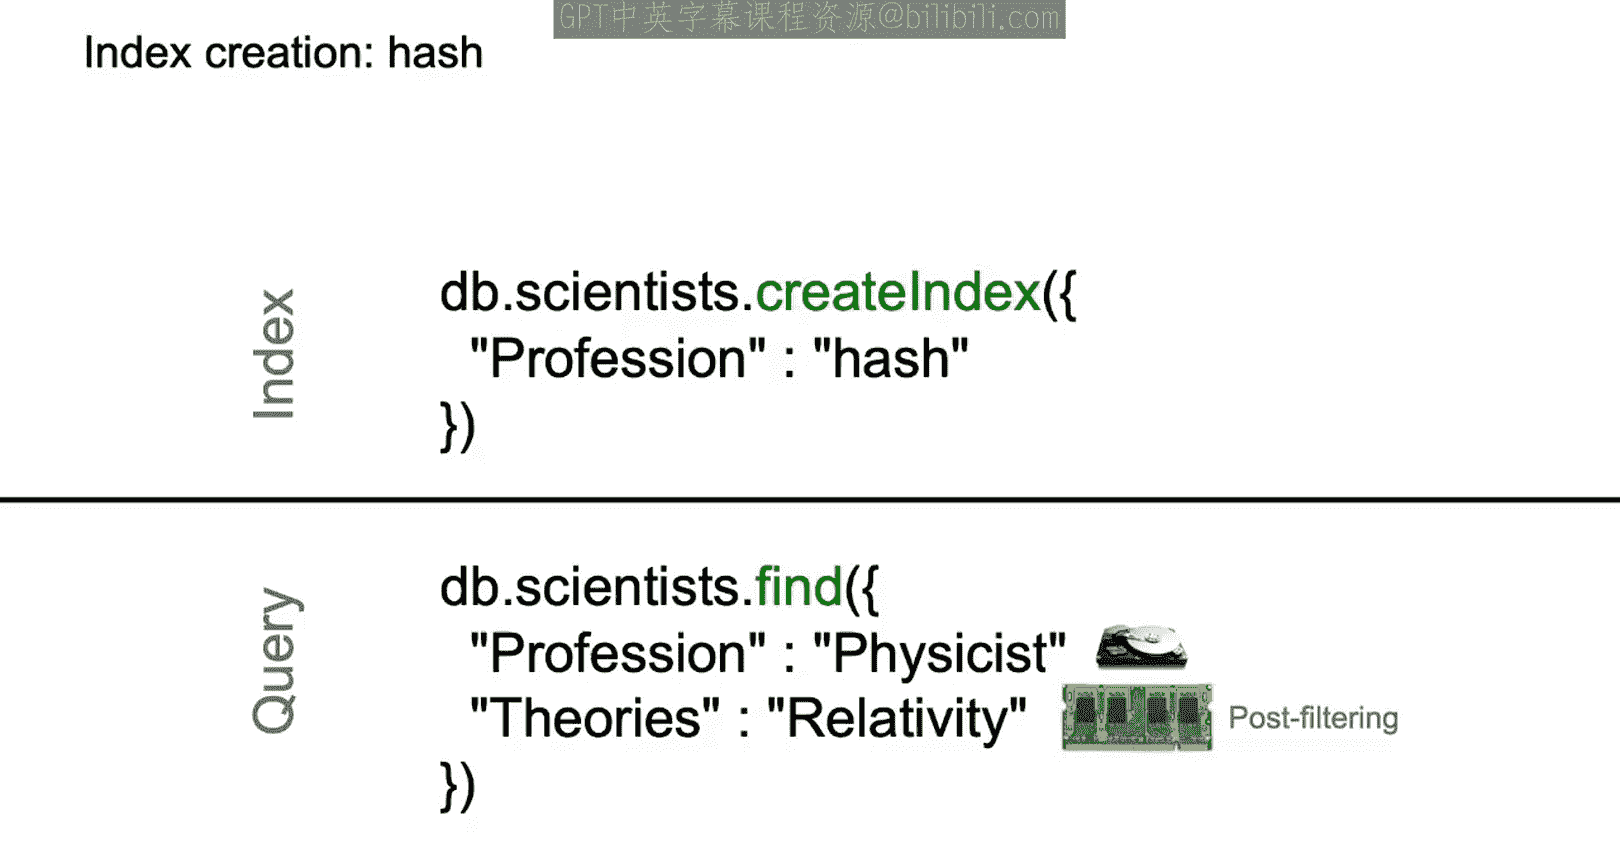 GPT中英字幕课程资源@bilibili.com
Index creation: hash
Index
db.scientists.createIndex({
"Profession" : "hash"
})
Query
db.scientists.find({
"Profession" : "Physicist"
"Theories" : "Relativity"
Post-filtering
})